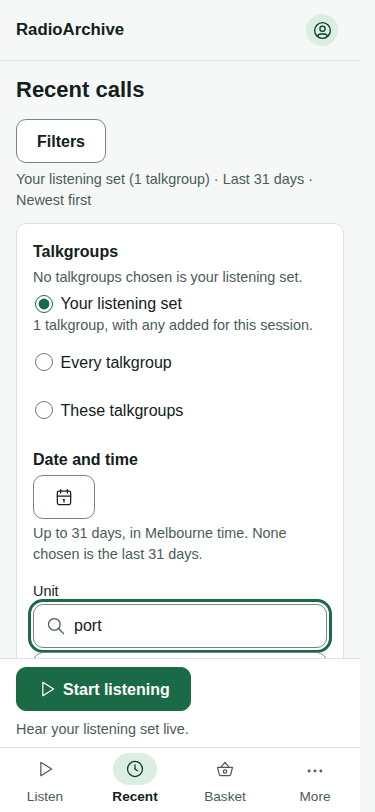 RadioArchive
Recent calls
Filters
Your listening set (1 talkgroup) · Last 31 days ·
Newest first
Talkgroups
No talkgroups chosen is your listening set.
Your listening set
1 talkgroup, with any added for this session.
Every talkgroup
These talkgroups
Date and time
Up to 31 days, in Melbourne time. None
chosen is the last 31 days.
Unit
port
Start listening
Hear your listening set live.
Listen
Recent
Basket
More